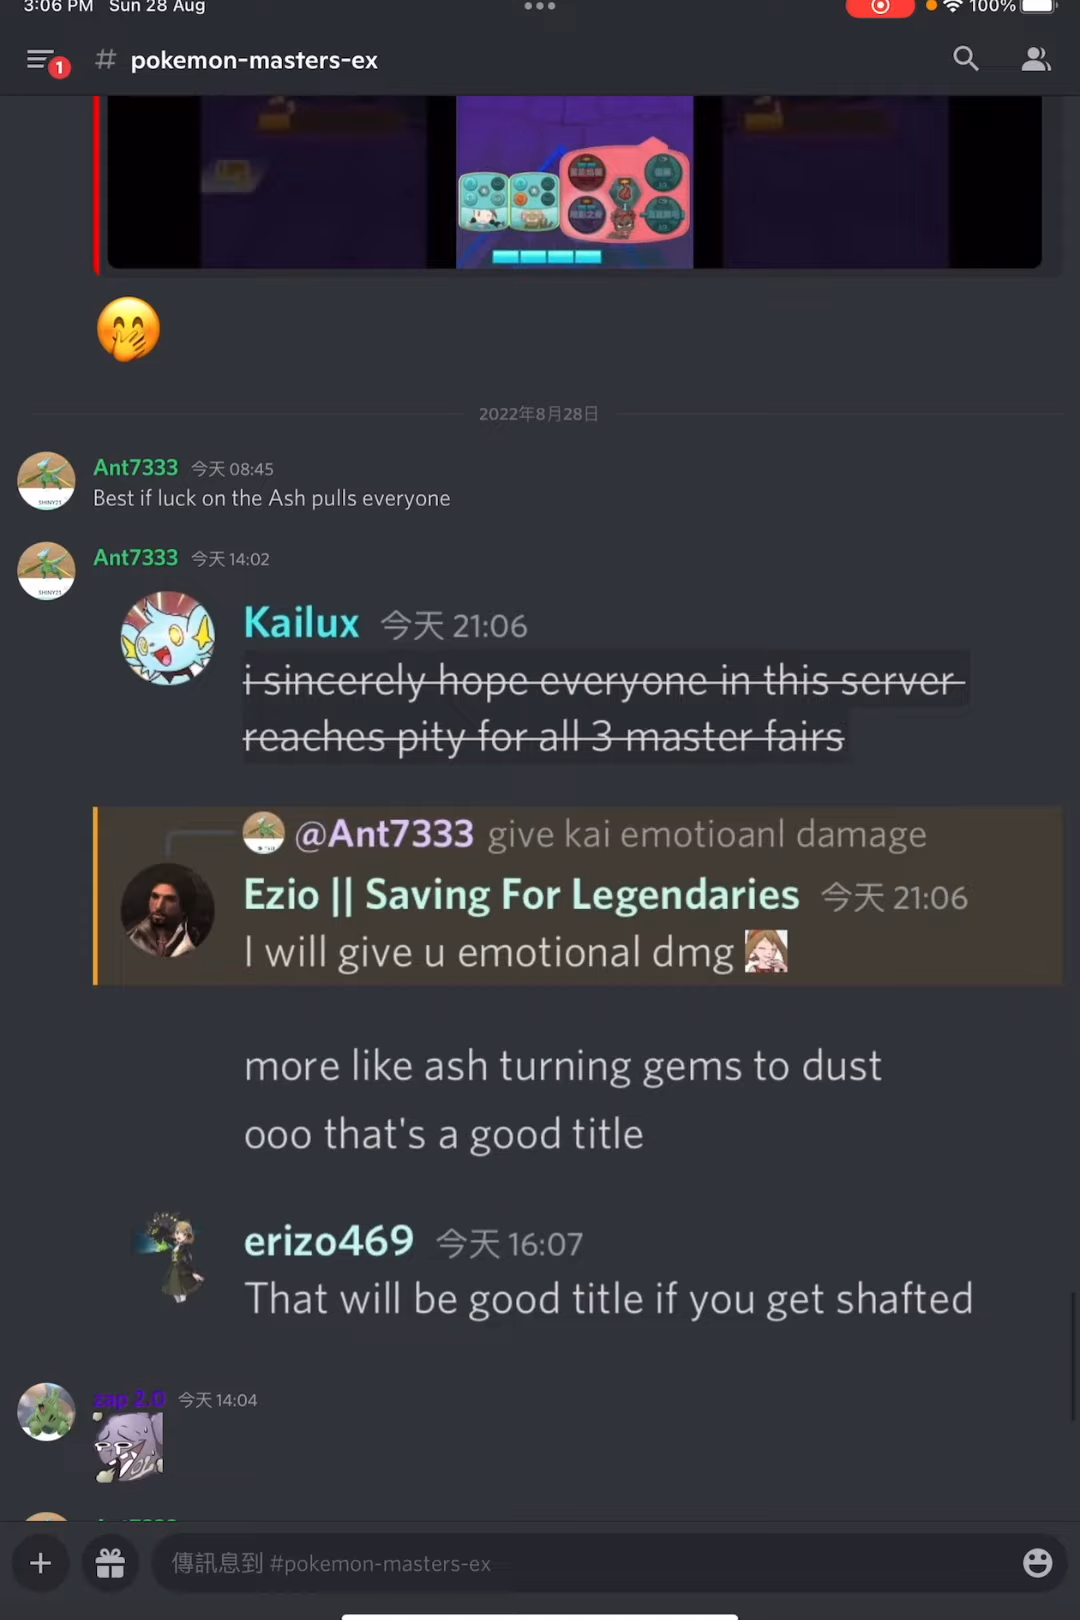 3:06 PM Sun 28 Aug
100%
1
# pokemon-masters-ex
2022年8月28日
Ant7333 今天 08:45
Best if luck on the Ash pulls everyone
Ant7333 今天 14:02
Kailux 今天 21:06
i sincerely hope everyone in this server
reaches pity for all 3 master fairs
@Ant7333 give kai emotioanl damage
Ezio || Saving For Legendaries 今天 21:06
I will give u emotional dmg
more like ash turning gems to dust
ooo that's a good title
erizo469 今天 16:07
That will be good title if you get shafted
zap 2.0 今天 14:04
傳訊息到 #pokemon-masters-ex